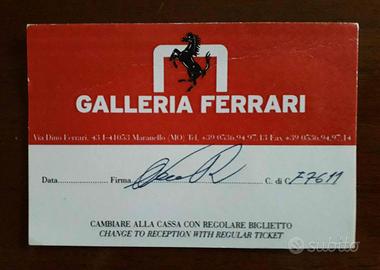 GALLERIA FERRARI
Via Dino Ferrari, 43 I-41053 Maranello (MO) Tel. +39 0536.94.97.13 Fax +39 0536.94.97.14
Data.................... Firma.................... C. di C. F7611
CAMBIARE ALLA CASSA CON REGOLARE BIGLIETTO
CHANGE TO RECEPTION WITH REGULAR TICKET
subito